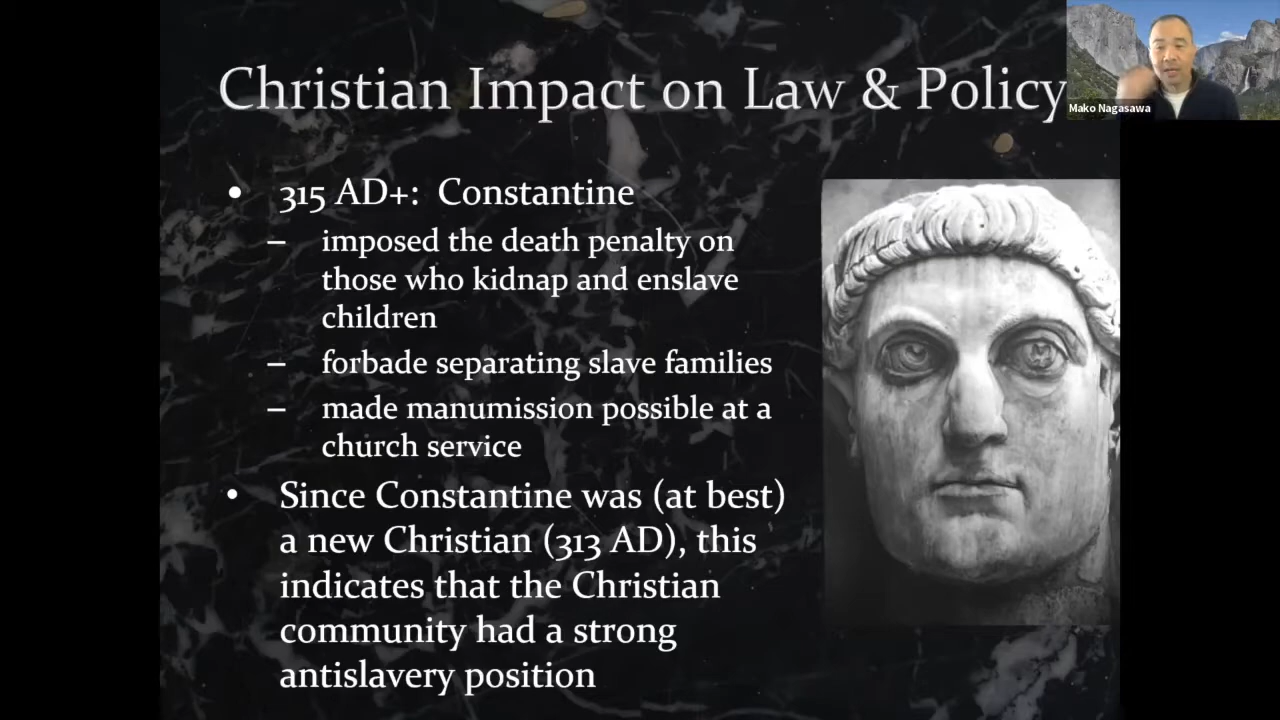 Christian Impact on Law & Policy
Mako Nagasawa
• 315 AD+: Constantine
– imposed the death penalty on
those who kidnap and enslave
children
– forbade separating slave families
– made manumission possible at a
church service
• Since Constantine was (at best)
a new Christian (313 AD), this
indicates that the Christian
community had a strong
antislavery position